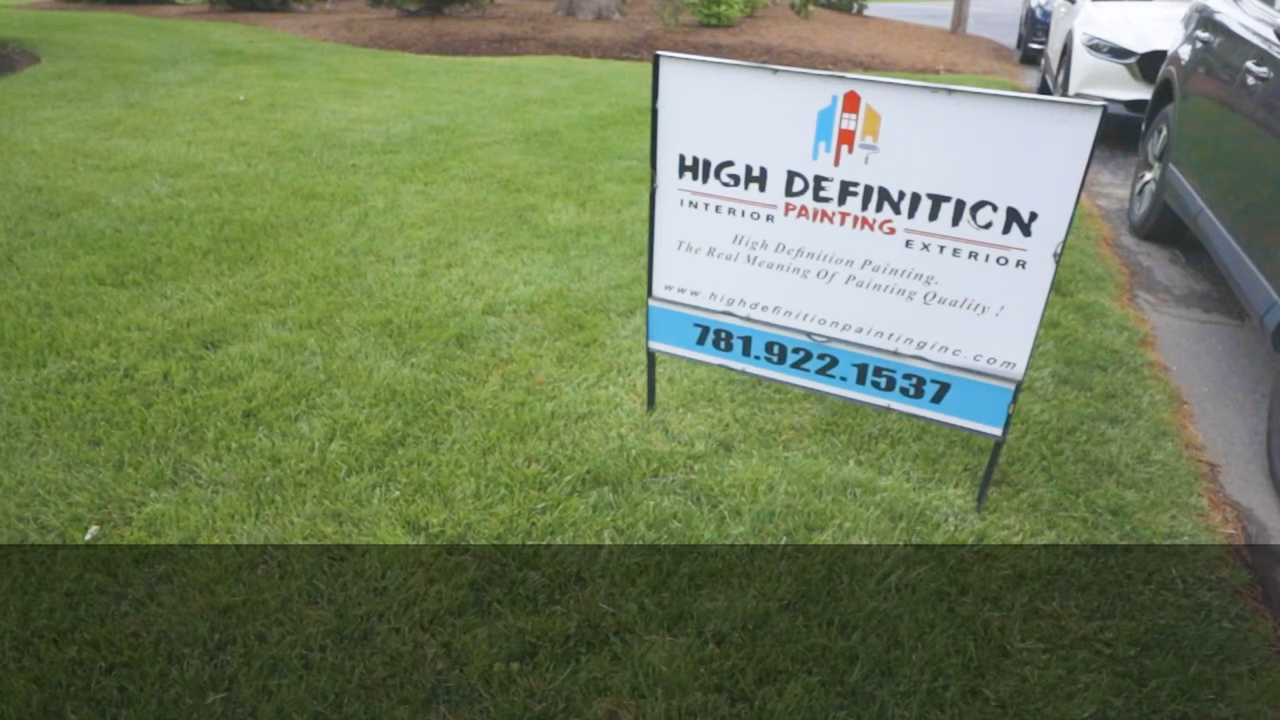 HIGH DEFINITION
INTERIOR PAINTING EXTERIOR
High Definition Painting.
The Real Meaning Of Painting Quality !
www.highdefinitionpaintinginc.com
781.922.1537